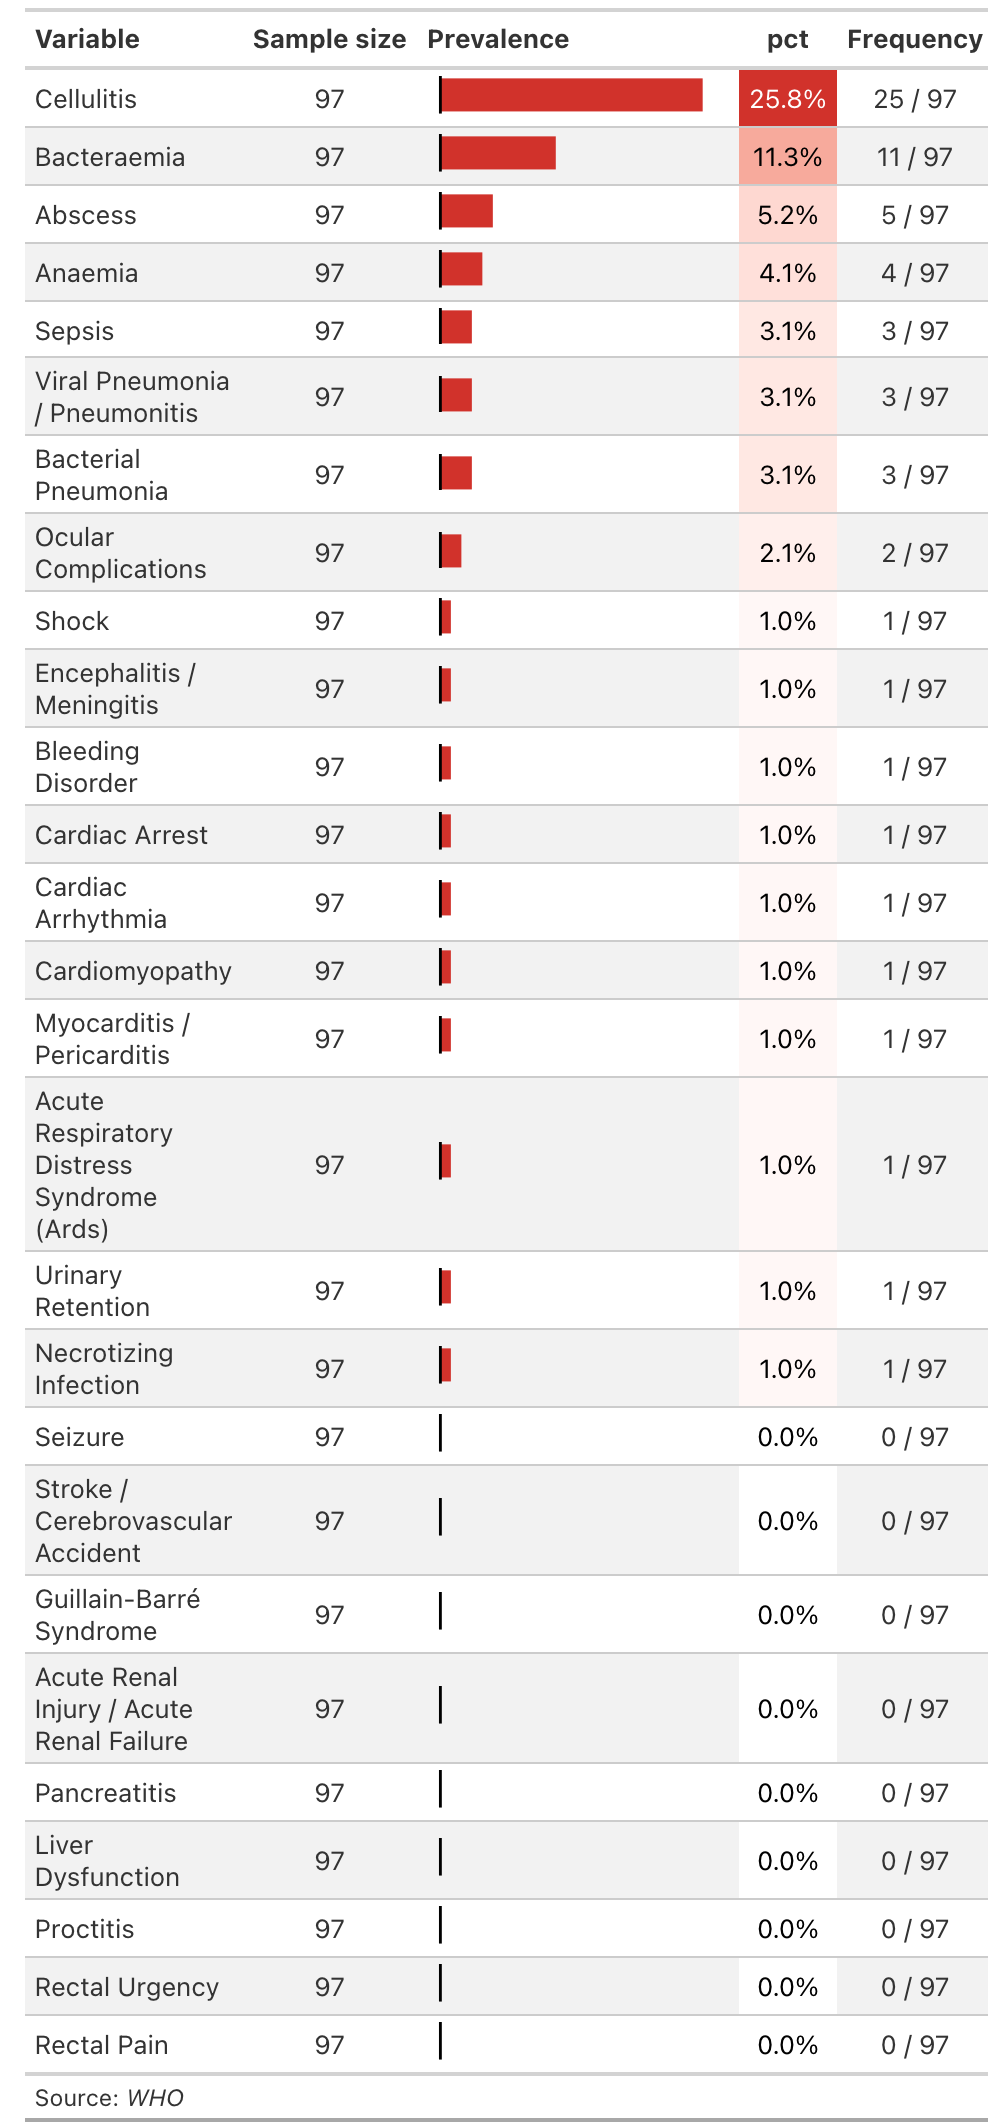 Variable Sample size Prevalence pct Frequency
Cellulitis 97 25.8% 25 / 97
Bacteraemia 97 11.3% 11 / 97
Abscess 97 5.2% 5 / 97
Anaemia 97 4.1% 4 / 97
Sepsis 97 3.1% 3 / 97
Viral Pneumonia
/ Pneumonitis 97 3.1% 3 / 97
Bacterial
Pneumonia 97 3.1% 3 / 97
Ocular
Complications 97 2.1% 2 / 97
Shock 97 1.0% 1 / 97
Encephalitis /
Meningitis 97 1.0% 1 / 97
Bleeding
Disorder 97 1.0% 1 / 97
Cardiac Arrest 97 1.0% 1 / 97
Cardiac
Arrhythmia 97 1.0% 1 / 97
Cardiomyopathy 97 1.0% 1 / 97
Myocarditis /
Pericarditis 97 1.0% 1 / 97
Acute
Respiratory
Distress
Syndrome
(Ards) 97 1.0% 1 / 97
Urinary
Retention 97 1.0% 1 / 97
Necrotizing
Infection 97 1.0% 1 / 97
Seizure 97 0.0% 0 / 97
Stroke /
Cerebrovascular
Accident 97 0.0% 0 / 97
Guillain-Barré
Syndrome 97 0.0% 0 / 97
Acute Renal
Injury / Acute
Renal Failure 97 0.0% 0 / 97
Pancreatitis 97 0.0% 0 / 97
Liver
Dysfunction 97 0.0% 0 / 97
Proctitis 97 0.0% 0 / 97
Rectal Urgency 97 0.0% 0 / 97
Rectal Pain 97 0.0% 0 / 97
Source: WHO